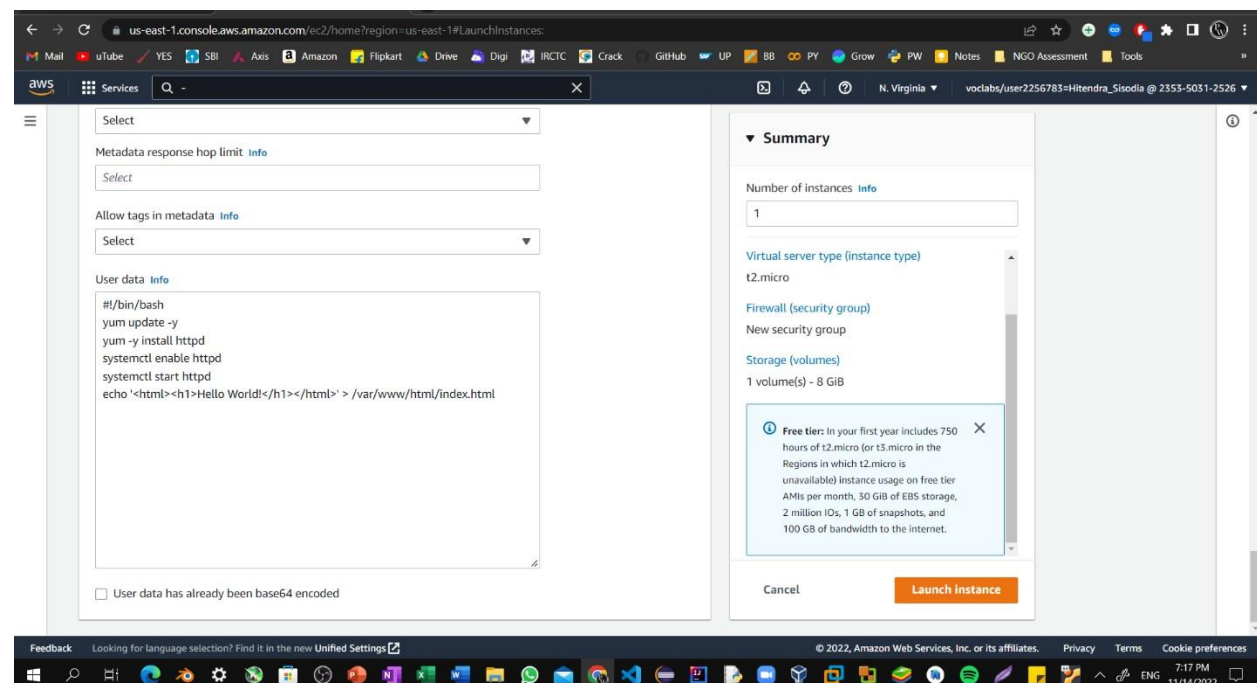 us-east-1.console.aws.amazon.com/ec2/home?region=us-east-1#LaunchInstances:
Mail uTube YES SBI Axis Amazon Flipkart Drive Digi IRCTC Crack GitHub UP BB PY Grow PW Notes NGO Assessment Tools »
aws Services - N. Virginia ▼ voclabs/user2256783=Hitendra_Sisodia @ 2353-5031-2526 ▼
Select
Metadata response hop limit Info
Select
Allow tags in metadata Info
Select
User data Info
#!/bin/bash
yum update -y
yum -y install httpd
systemctl enable httpd
systemctl start httpd
echo '<html><h1>Hello World!</h1></html>' > /var/www/html/index.html
User data has already been base64 encoded
▼ Summary
Number of instances Info
1
Virtual server type (instance type)
t2.micro
Firewall (security group)
New security group
Storage (volumes)
1 volume(s) - 8 GiB
Free tier: In your first year includes 750
hours of t2.micro (or t3.micro in the
Regions in which t2.micro is
unavailable) instance usage on free tier
AMIs per month, 30 GiB of EBS storage,
2 million IOs, 1 GB of snapshots, and
100 GB of bandwidth to the internet.
Cancel Launch instance
Feedback Looking for language selection? Find it in the new Unified Settings © 2022, Amazon Web Services, Inc. or its affiliates. Privacy Terms Cookie preferences
ENG 7:17 PM
11/14/2022